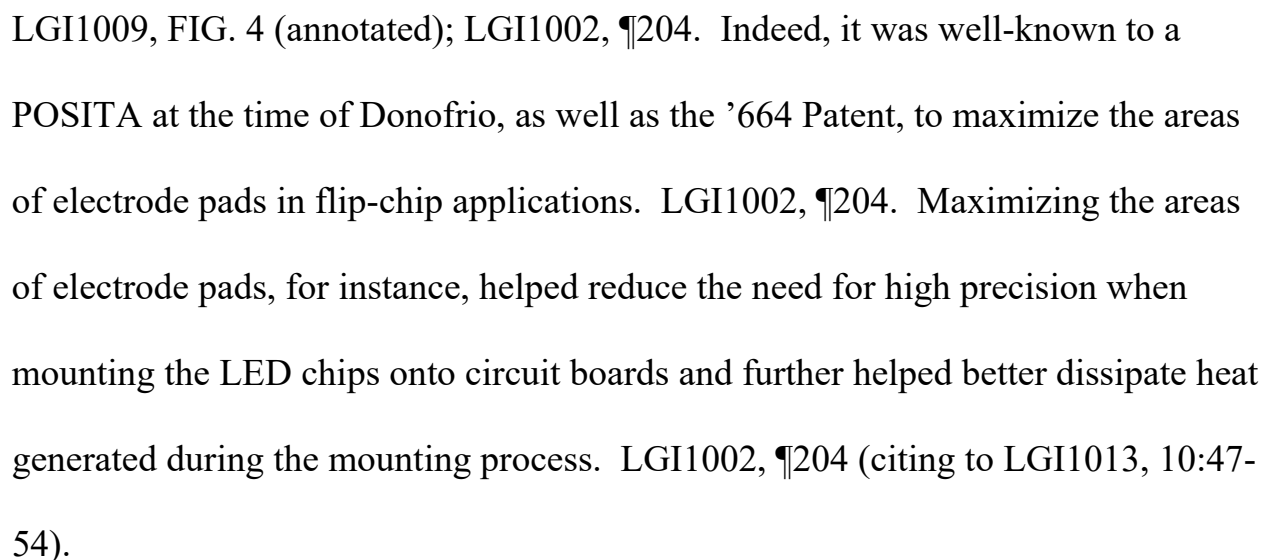 LGI1009, FIG. 4 (annotated); LGI1002, ¶204.  Indeed, it was well-known to a
POSITA at the time of Donofrio, as well as the ’664 Patent, to maximize the areas
of electrode pads in flip-chip applications.  LGI1002, ¶204.  Maximizing the areas
of electrode pads, for instance, helped reduce the need for high precision when
mounting the LED chips onto circuit boards and further helped better dissipate heat
generated during the mounting process.  LGI1002, ¶204 (citing to LGI1013, 10:47-
54).